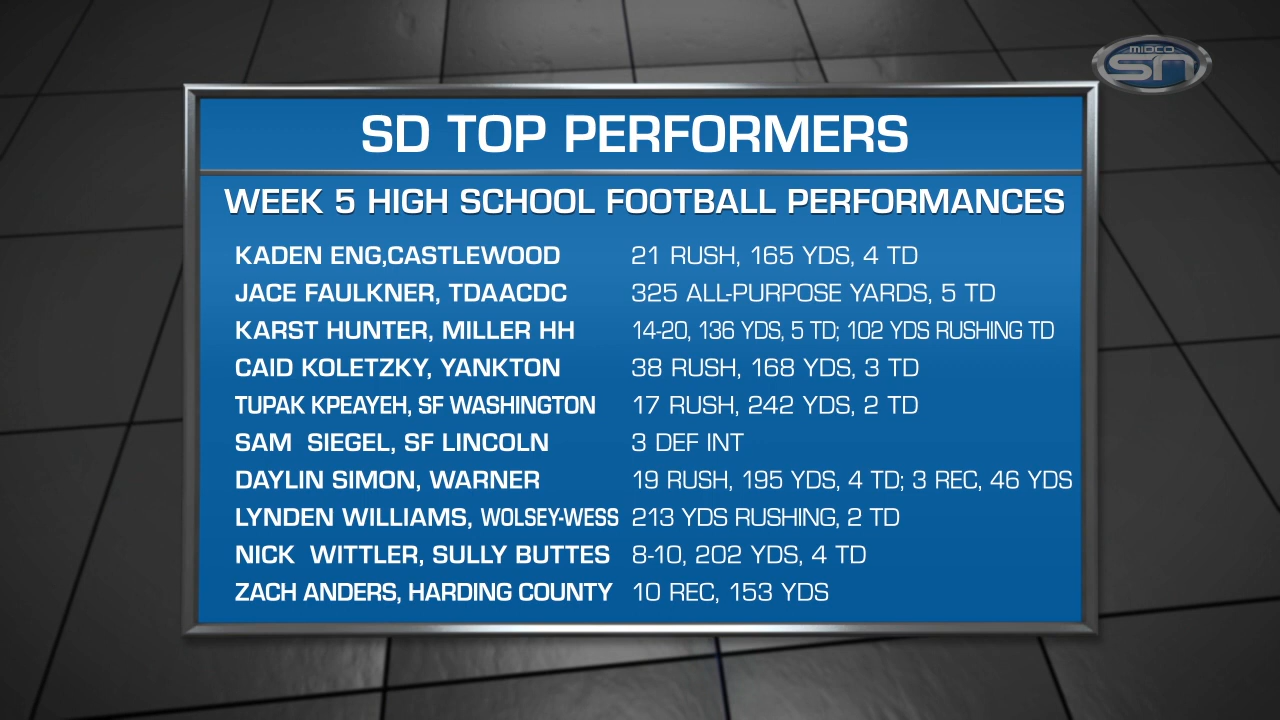 MIDCO
SN
SD TOP PERFORMERS
WEEK 5 HIGH SCHOOL FOOTBALL PERFORMANCES
KADEN ENG,CASTLEWOOD 21 RUSH, 165 YDS, 4 TD
JACE FAULKNER, TDAACDC 325 ALL-PURPOSE YARDS, 5 TD
KARST HUNTER, MILLER HH 14-20, 136 YDS, 5 TD; 102 YDS RUSHING TD
CAID KOLETZKY, YANKTON 38 RUSH, 168 YDS, 3 TD
TUPAK KPEAYEH, SF WASHINGTON 17 RUSH, 242 YDS, 2 TD
SAM  SIEGEL, SF LINCOLN 3 DEF INT
DAYLIN SIMON, WARNER 19 RUSH, 195 YDS, 4 TD; 3 REC, 46 YDS
LYNDEN WILLIAMS, WOLSEY-WESS 213 YDS RUSHING, 2 TD
NICK  WITTLER, SULLY BUTTES 8-10, 202 YDS, 4 TD
ZACH ANDERS, HARDING COUNTY 10 REC, 153 YDS